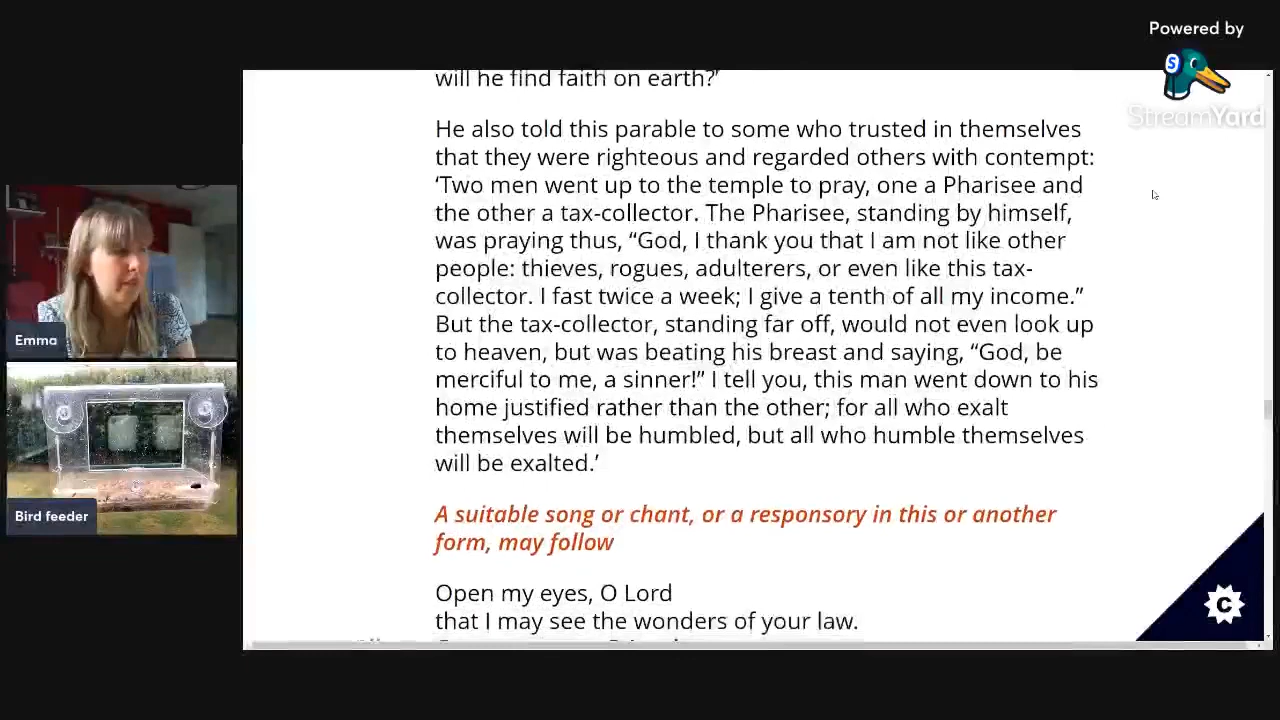 Powered by
StreamYard
will he find faith on earth?’
He also told this parable to some who trusted in themselves
that they were righteous and regarded others with contempt:
‘Two men went up to the temple to pray, one a Pharisee and
the other a tax-collector. The Pharisee, standing by himself,
was praying thus, “God, I thank you that I am not like other
people: thieves, rogues, adulterers, or even like this tax-
collector. I fast twice a week; I give a tenth of all my income.”
But the tax-collector, standing far off, would not even look up
to heaven, but was beating his breast and saying, “God, be
merciful to me, a sinner!” I tell you, this man went down to his
home justified rather than the other; for all who exalt
themselves will be humbled, but all who humble themselves
will be exalted.’
A suitable song or chant, or a responsory in this or another
form, may follow
Open my eyes, O Lord
that I may see the wonders of your law.
Emma
Bird feeder
S
C